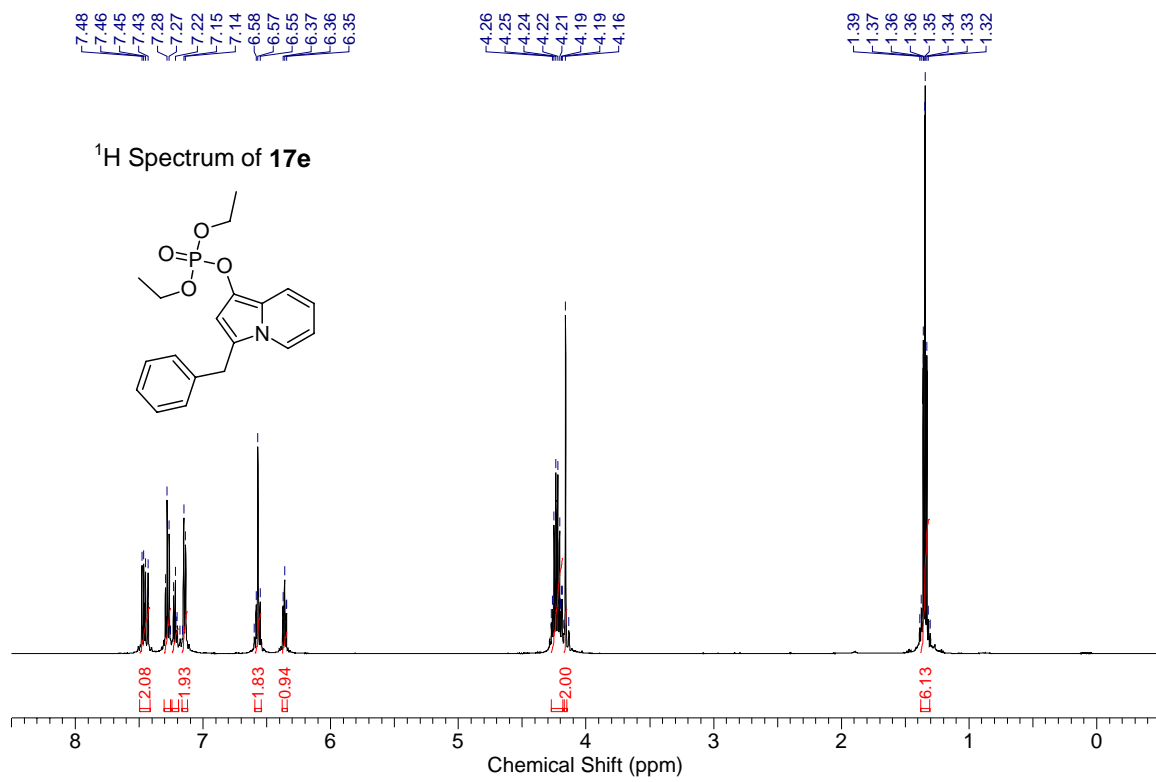 7.48 7.46 7.45 7.43 7.28 7.27 7.22 7.15 7.14 6.58 6.57 6.55 6.37 6.36 6.35 4.26 4.25 4.24 4.22 4.21 4.19 4.19 4.16 1.39 1.37 1.36 1.36 1.35 1.34 1.33 1.32
¹H Spectrum of 17e
O
O P O
O
N
2.08 1.93 1.83 0.94 2.00 6.13
8 7 6 5 4 3 2 1 0
Chemical Shift (ppm)